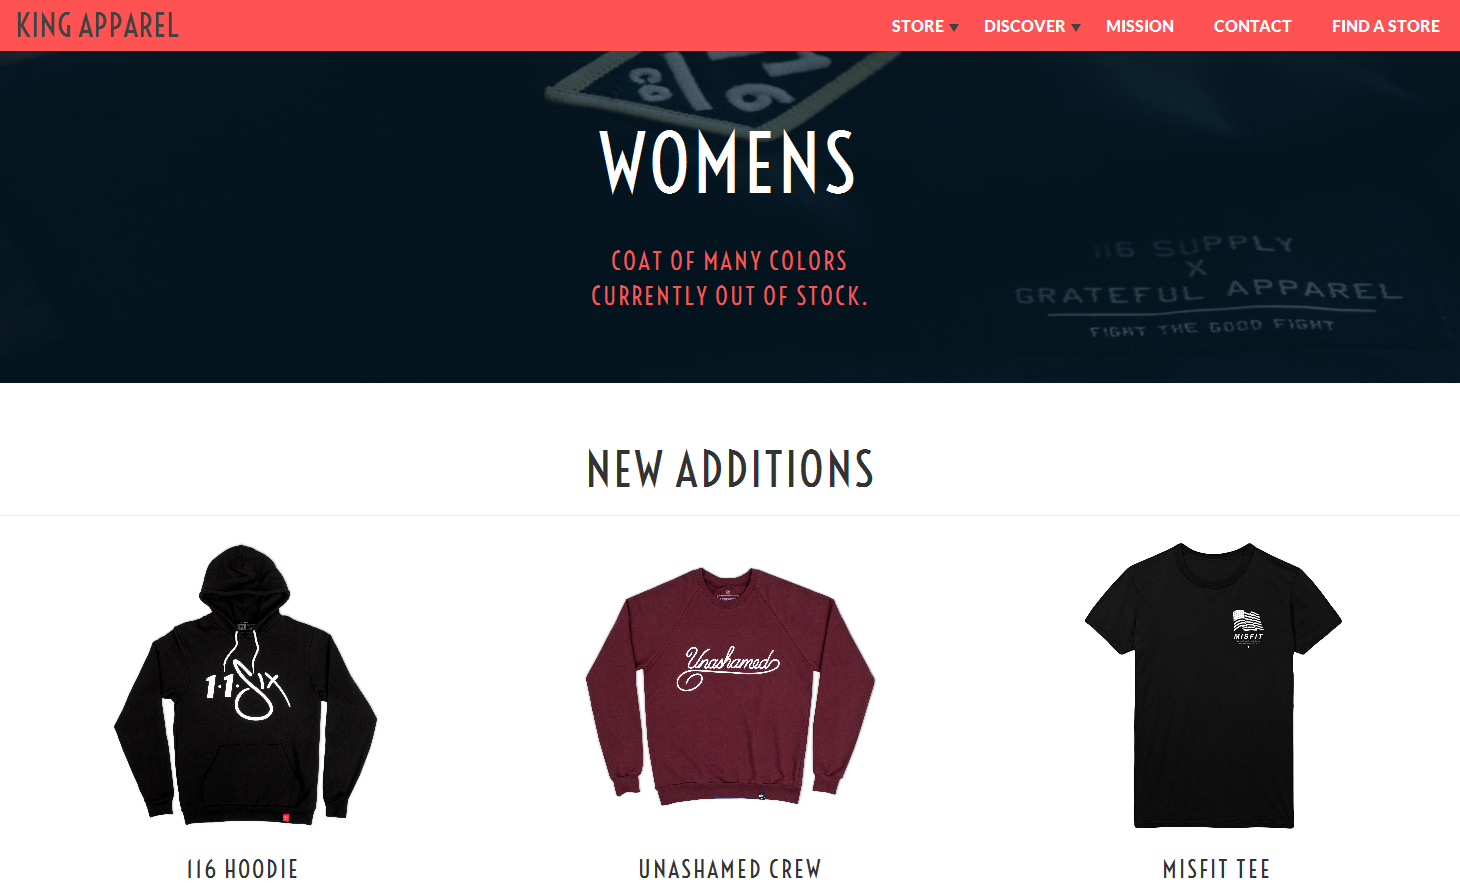 KING APPAREL
STORE DISCOVER MISSION CONTACT FIND A STORE
116
CO
WOMENS
COAT OF MANY COLORS
CURRENTLY OUT OF STOCK.
116 SUPPLY
X
GRATEFUL APPAREL
FIGHT THE GOOD FIGHT
NEW ADDITIONS
1·1·Six
Unashamed
MISFIT
116 HOODIE
UNASHAMED CREW
MISFIT TEE